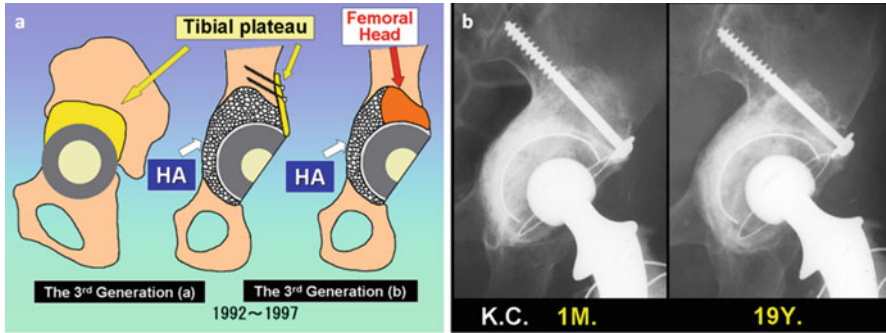 a
Tibial plateau
Femoral
Head
HA
HA
The 3rd Generation (a)
The 3rd Generation (b)
1992～1997
b
K.C.
1M.
19Y.